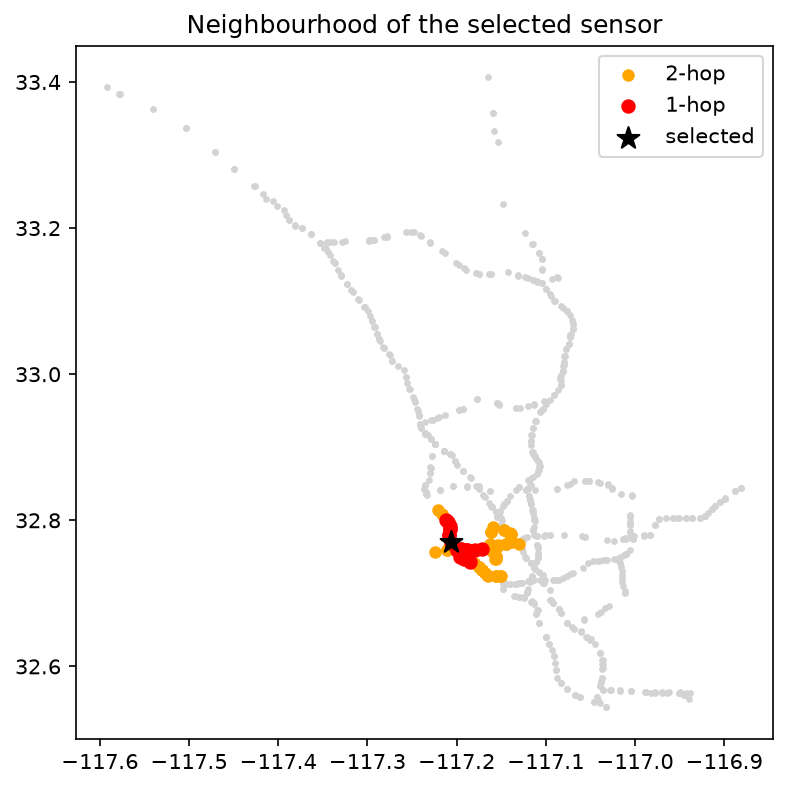 Neighbourhood of the selected sensor
2-hop
1-hop
selected
33.4
33.2
33.0
32.8
32.6
−117.6 −117.5 −117.4 −117.3 −117.2 −117.1 −117.0 −116.9